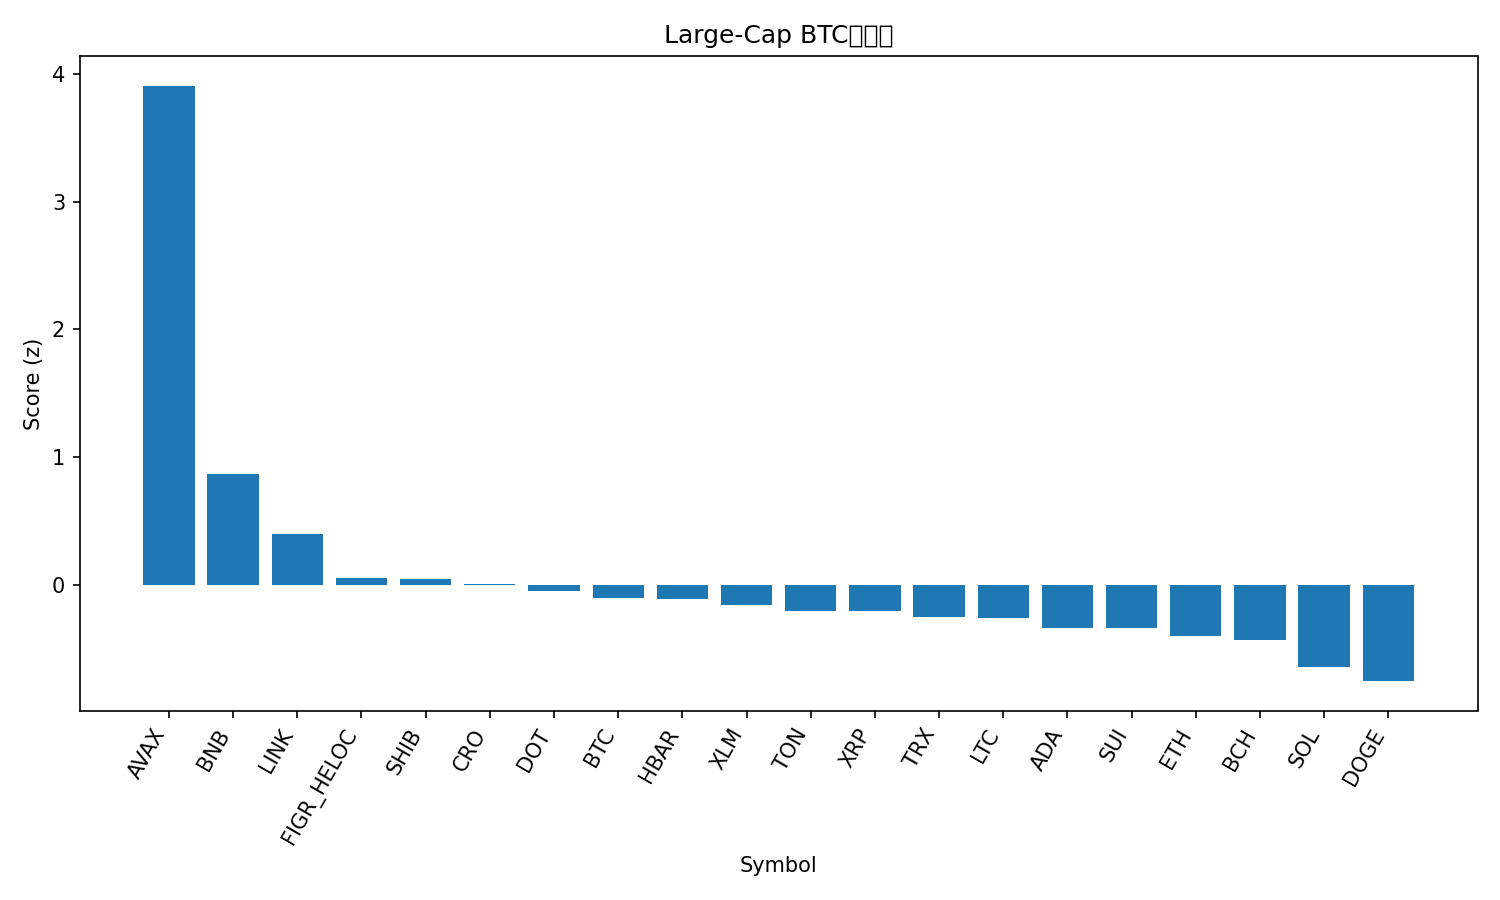 Large-Cap BTC
4
3
2
1
0
Score (z)
AVAX
BNB
LINK
FIGR_HELOC
SHIB
CRO
DOT
BTC
HBAR
XLM
TON
XRP
TRX
LTC
ADA
SUI
ETH
BCH
SOL
DOGE
Symbol